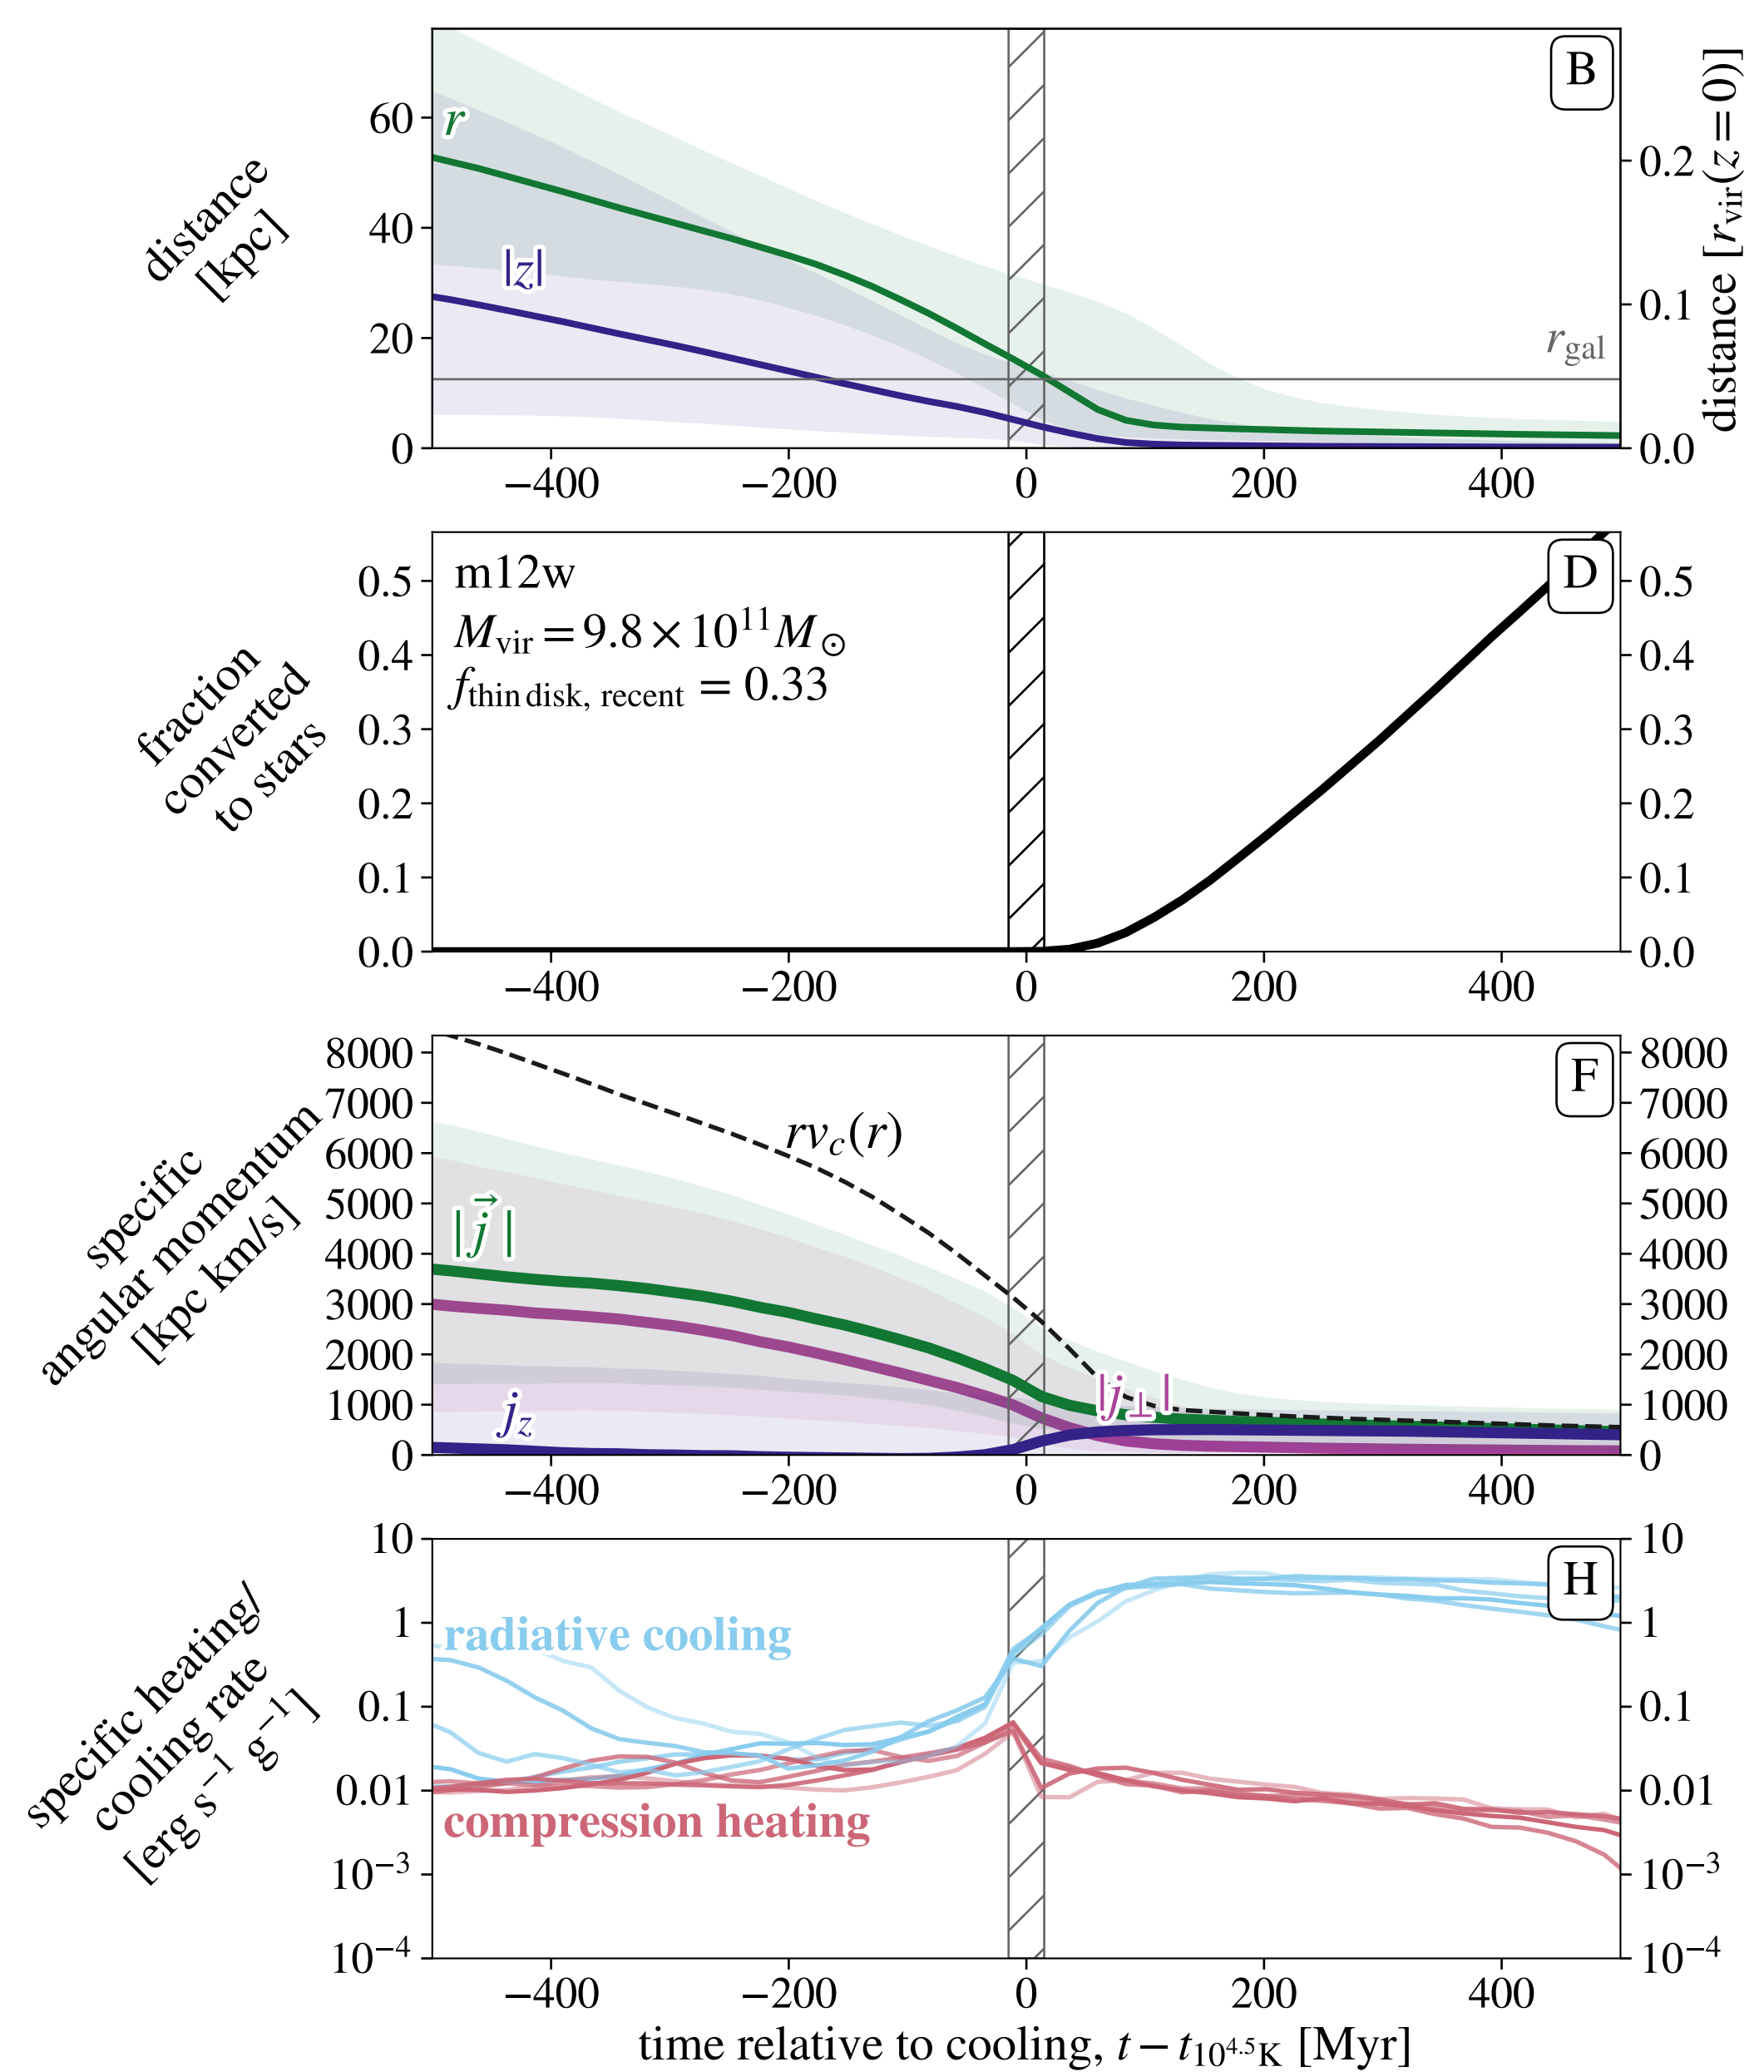 B
distance
[kpc]
60
40
20
0
r
|z|
r_gal
0.2
0.1
0.0
distance [r_vir(z = 0)]
−400 −200 0 200 400
D
fraction
converted
to stars
0.5
0.4
0.3
0.2
0.1
0.0
m12w
M_vir = 9.8 × 10^11 M_⊙
f_thin disk, recent = 0.33
0.5
0.4
0.3
0.2
0.1
0.0
−400 −200 0 200 400
F
specific
angular momentum
[kpc km/s]
8000
7000
6000
5000
4000
3000
2000
1000
0
rv_c(r)
|j⃗|
|j_⊥|
j_z
8000
7000
6000
5000
4000
3000
2000
1000
0
−400 −200 0 200 400
H
specific heating/
cooling rate
[erg s^−1 g^−1]
10
1
0.1
0.01
10^−3
10^−4
radiative cooling
compression heating
10
1
0.1
0.01
10^−3
10^−4
−400 −200 0 200 400
time relative to cooling, t − t_10^4.5 K [Myr]